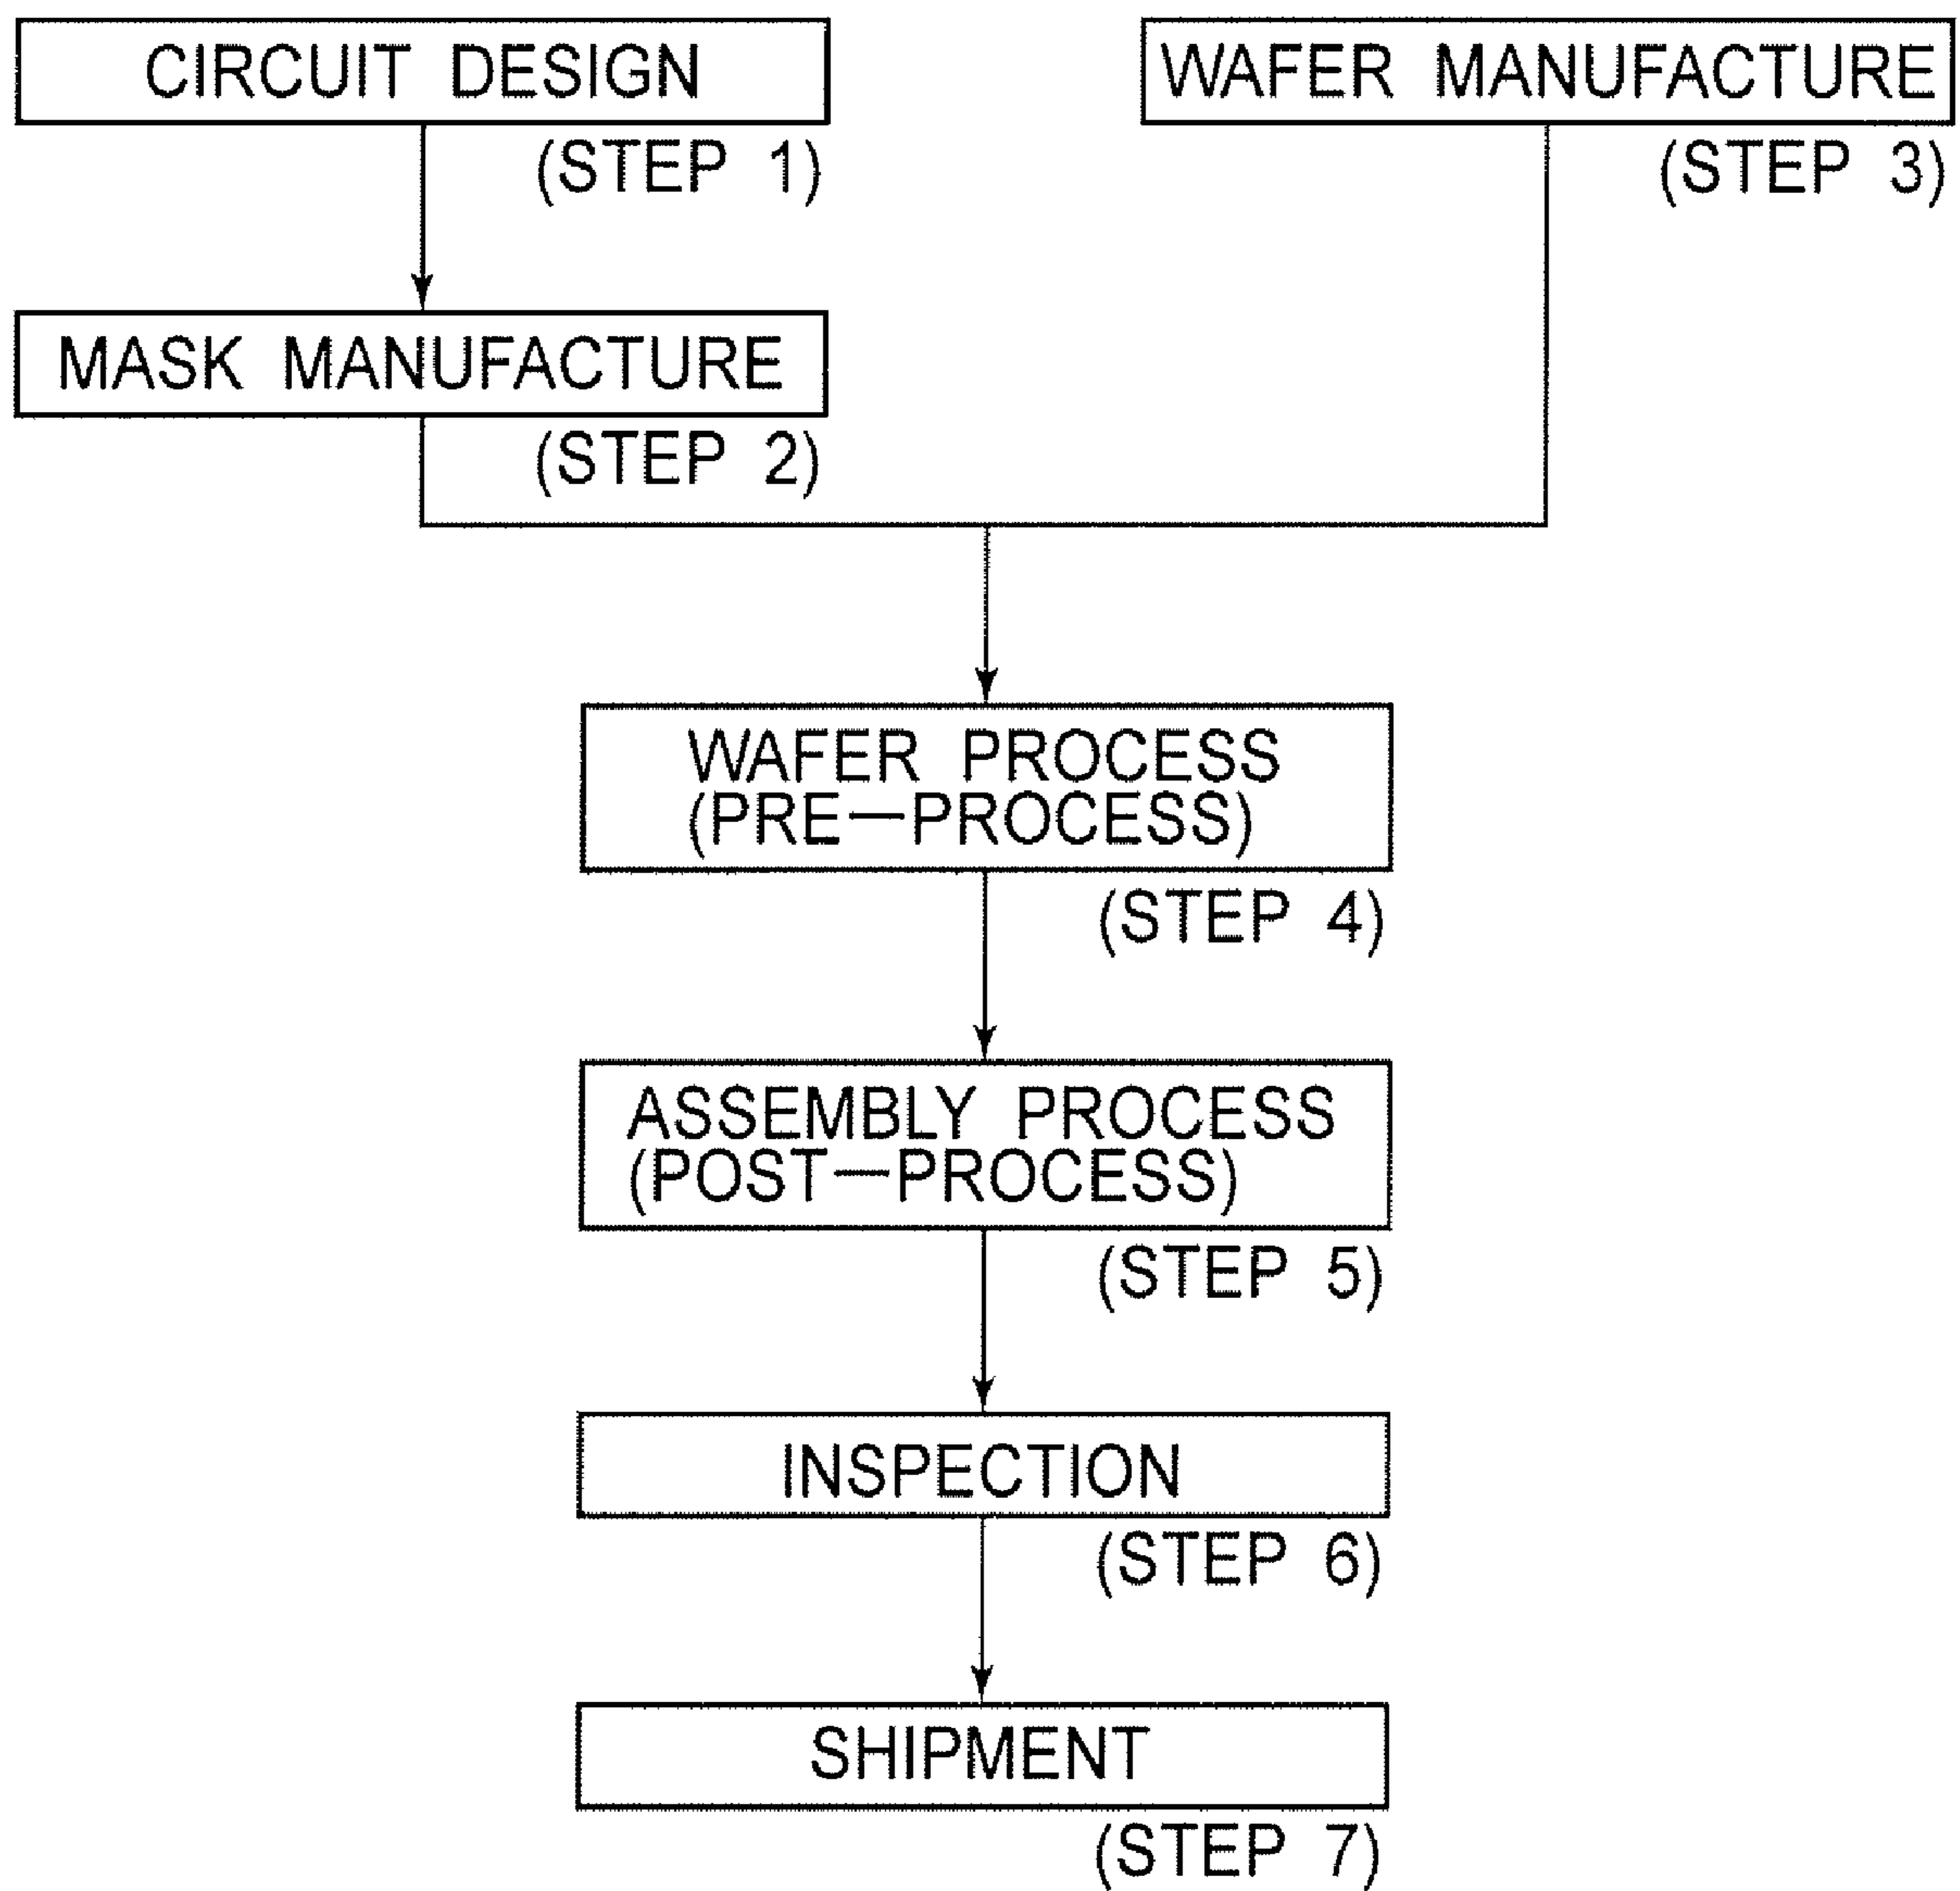 CIRCUIT DESIGN
(STEP 1)
WAFER MANUFACTURE
(STEP 3)
MASK MANUFACTURE
(STEP 2)
WAFER PROCESS
(PRE—PROCESS)
(STEP 4)
ASSEMBLY PROCESS
(POST—PROCESS)
(STEP 5)
INSPECTION
(STEP 6)
SHIPMENT
(STEP 7)